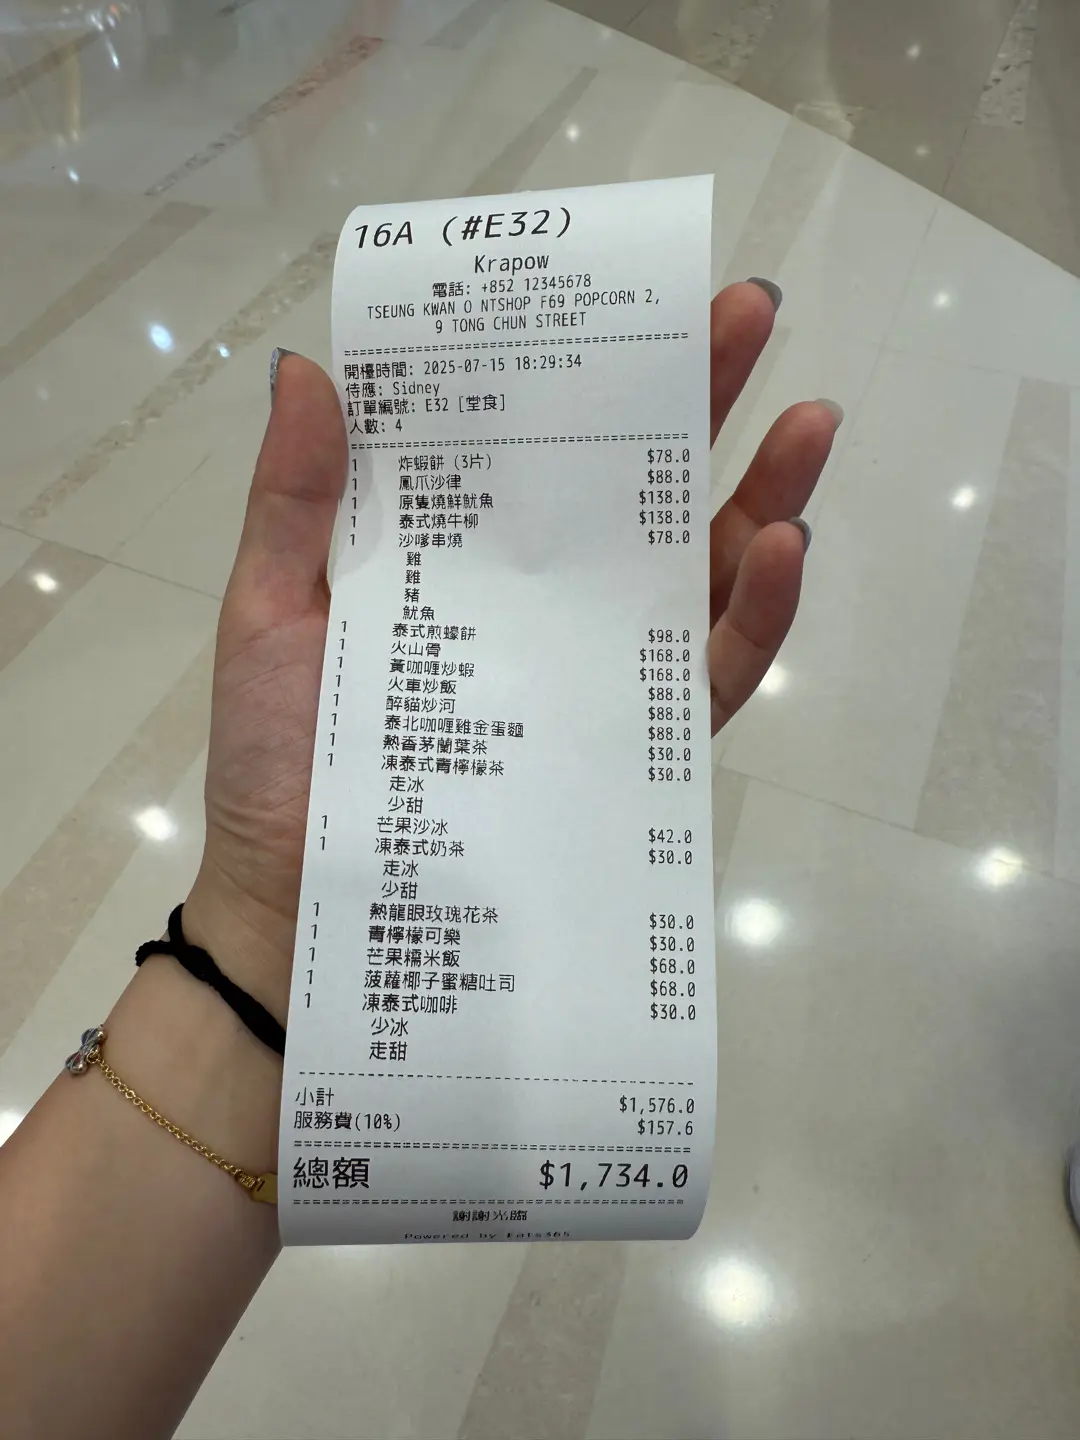 16A (#E32)
Krapow
電話: +852 12345678
TSEUNG KWAN O NTSHOP F69 POPCORN 2,
9 TONG CHUN STREET
開檯時間: 2025-07-15 18:29:34
侍應: Sidney
訂單編號: E32 [堂食]
人數: 4
1 炸蝦餅 (3片) $78.0
1 鳳爪沙律 $88.0
1 原隻燒鮮魷魚 $138.0
1 泰式燒牛柳 $138.0
1 沙嗲串燒 $78.0
雞
雞
豬
魷魚
1 泰式煎蠔餅 $98.0
1 火山骨 $168.0
1 黃咖喱炒蝦 $168.0
1 火車炒飯 $88.0
1 醉貓炒河 $88.0
1 泰北咖喱雞金蛋麵 $88.0
1 熱香茅蘭葉茶 $30.0
1 凍泰式青檸檬茶 $30.0
走冰
少甜
1 芒果沙冰 $42.0
1 凍泰式奶茶 $30.0
走冰
少甜
1 熱龍眼玫瑰花茶 $30.0
1 青檸檬可樂 $30.0
1 芒果糯米飯 $68.0
1 菠蘿椰子蜜糖吐司 $68.0
1 凍泰式咖啡 $30.0
少冰
走甜
小計 $1,576.0
服務費(10%) $157.6
總額 $1,734.0
謝謝光臨
Powered by Eats365